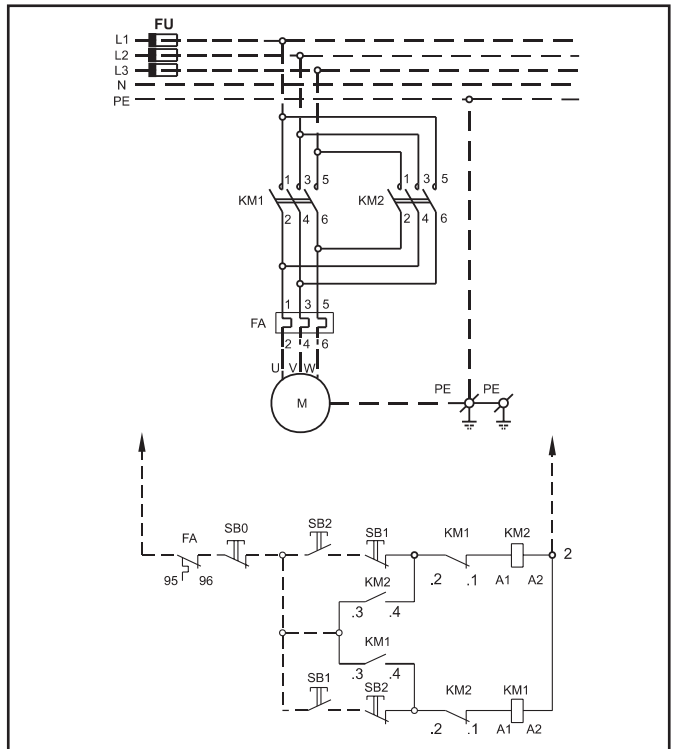 FU
L1
L2
L3
N
PE
1 3 5 1 3 5
KM1 KM2
2 4 6 2 4 6
1 3 5
FA
2 4 6
U V W
M PE PE
FA SB0 SB2 SB1 KM1 KM2
2
95 96 .2 .1 A1 A2
KM2
.3 .4
KM1
.3 .4
SB1 SB2 KM2 KM1
.2 .1 A1 A2